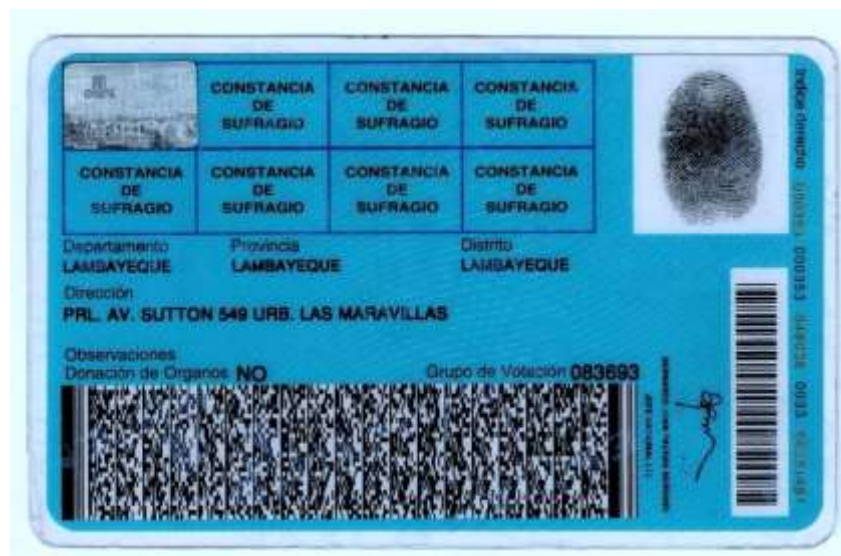 CONSTANCIA CONSTANCIA CONSTANCIA
DE DE DE
SUFRAGIO SUFRAGIO SUFRAGIO
CONSTANCIA CONSTANCIA CONSTANCIA CONSTANCIA
DE DE DE DE
SUFRAGIO SUFRAGIO SUFRAGIO SUFRAGIO
Departamento Provincia Distrito
LAMBAYEQUE LAMBAYEQUE LAMBAYEQUE
Dirección
PRL. AV. SUTTON 549 URB. LAS MARAVILLAS
Observaciones
Donación de Organos NO Grupo de Votación 083693
Indice derecho